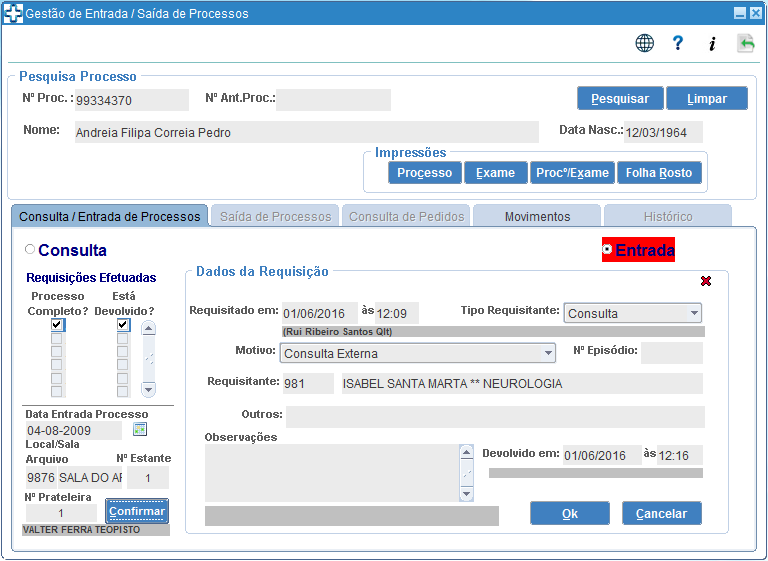 Gestão de Entrada / Saída de Processos
? i
Pesquisa Processo
Nº Proc. : 99334370 Nº Ant.Proc.: Pesquisar Limpar
Nome: Andreia Filipa Correia Pedro Data Nasc.: 12/03/1964
Impressões
Processo Exame Procº/Exame Folha Rosto
Consulta / Entrada de Processos Saída de Processos Consulta de Pedidos Movimentos Histórico
Consulta Entrada
Requisições Efetuadas
Processo Completo? Está Devolvido?
Dados da Requisição
Requisitado em: 01/06/2016 às 12:09 Tipo Requisitante: Consulta
(Rui Ribeiro Santos Qlt)
Motivo: Consulta Externa Nº Episódio:
Requisitante: 981 ISABEL SANTA MARTA ** NEUROLOGIA
Outros:
Observações
Devolvido em: 01/06/2016 às 12:16
Ok Cancelar
Data Entrada Processo
04-08-2009
Local/Sala
Arquivo Nº Estante
9876 SALA DO AF 1
Nº Prateleira
1 Confirmar
VALTER FERRA TEOPISTO